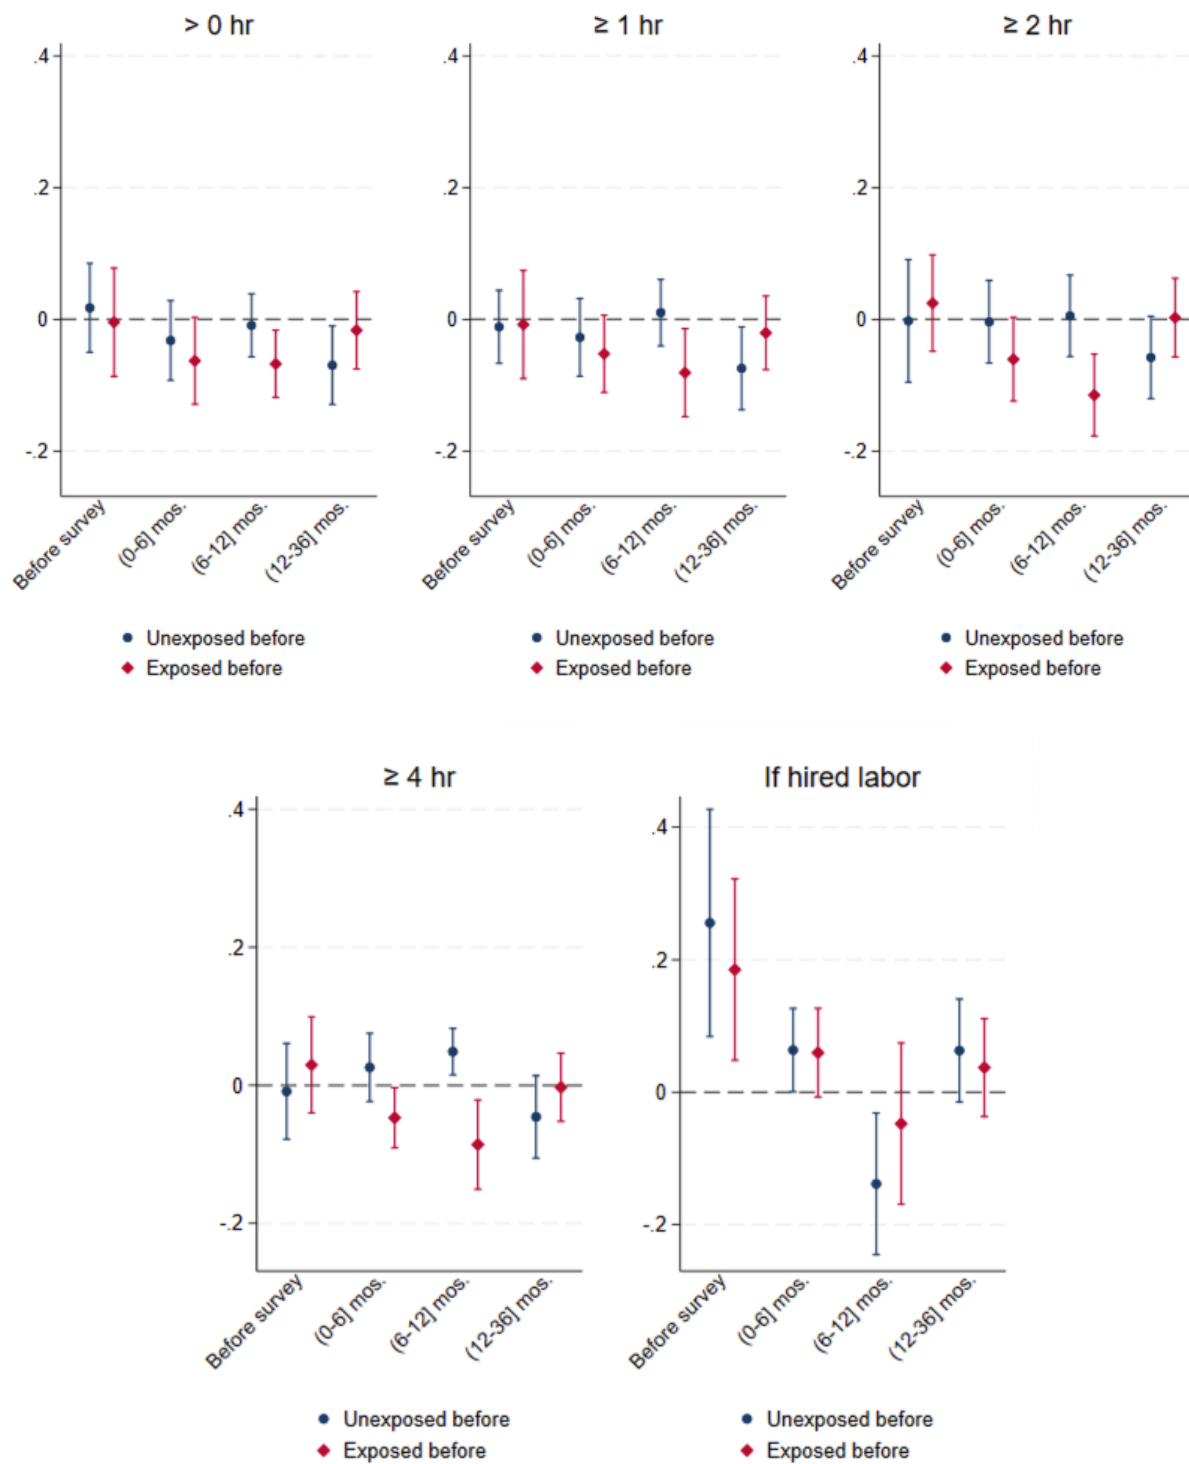 > 0 hr
≥ 1 hr
≥ 2 hr
.4
.2
0
-.2
Before survey
(0-6] mos.
(6-12] mos.
(12-36] mos.
Unexposed before
Exposed before
.4
.2
0
-.2
Before survey
(0-6] mos.
(6-12] mos.
(12-36] mos.
Unexposed before
Exposed before
.4
.2
0
-.2
Before survey
(0-6] mos.
(6-12] mos.
(12-36] mos.
Unexposed before
Exposed before
≥ 4 hr
If hired labor
.4
.2
0
-.2
Before survey
(0-6] mos.
(6-12] mos.
(12-36] mos.
Unexposed before
Exposed before
.4
.2
0
-.2
Before survey
(0-6] mos.
(6-12] mos.
(12-36] mos.
Unexposed before
Exposed before